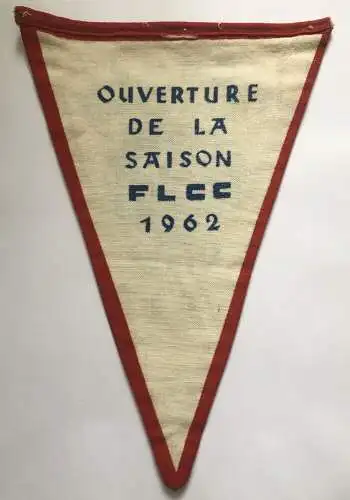 OUVERTURE
DE LA
SAISON
FLCC
1962